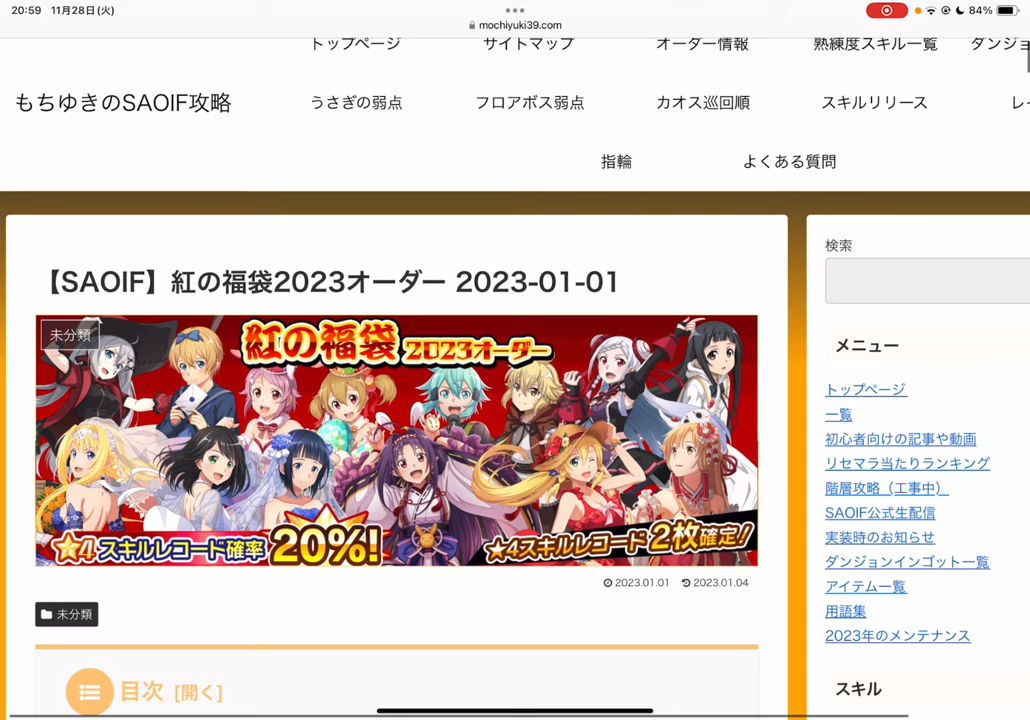 20:59 11月28日(火)
84%
mochiyuki39.com
トップページ
サイトマップ
オーダー情報
熟練度スキル一覧
ダンジョ
もちゆきのSAOIF攻略
うさぎの弱点
フロアボス弱点
カオス巡回順
スキルリリース
レイ
指輪
よくある質問
【SAOIF】紅の福袋2023オーダー 2023-01-01
未分類
紅の福袋 2023オーダー
☆4 スキルレコード確率 20%!
☆4スキルレコード 2枚確定!
2023.01.01 2023.01.04
未分類
目次 [開く]
検索
メニュー
トップページ
一覧
初心者向けの記事や動画
リセマラ当たりランキング
階層攻略（工事中）
SAOIF公式生配信
実装時のお知らせ
ダンジョンインゴット一覧
アイテム一覧
用語集
2023年のメンテナンス
スキル